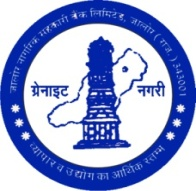 जालोर नागरिक सहकारी बैंक लिमिटेड, जालोर ( राज. ) 343001
ग्रेनाइट नगरी
व्यापार व उद्योग का आर्थिक स्तम्भ